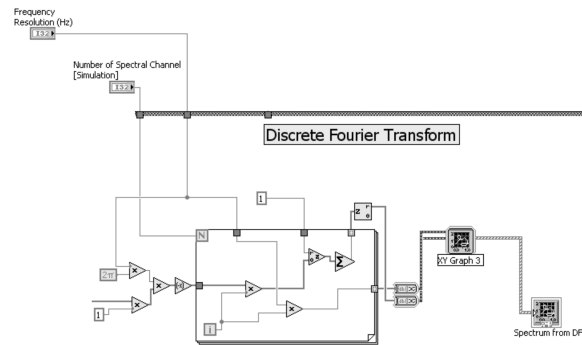 Frequency
Resolution (Hz)
I32
Number of Spectral Channel
[Simulation]
I32
Discrete Fourier Transform
1
N
2π
1
i
XY Graph 3
Spectrum from DF